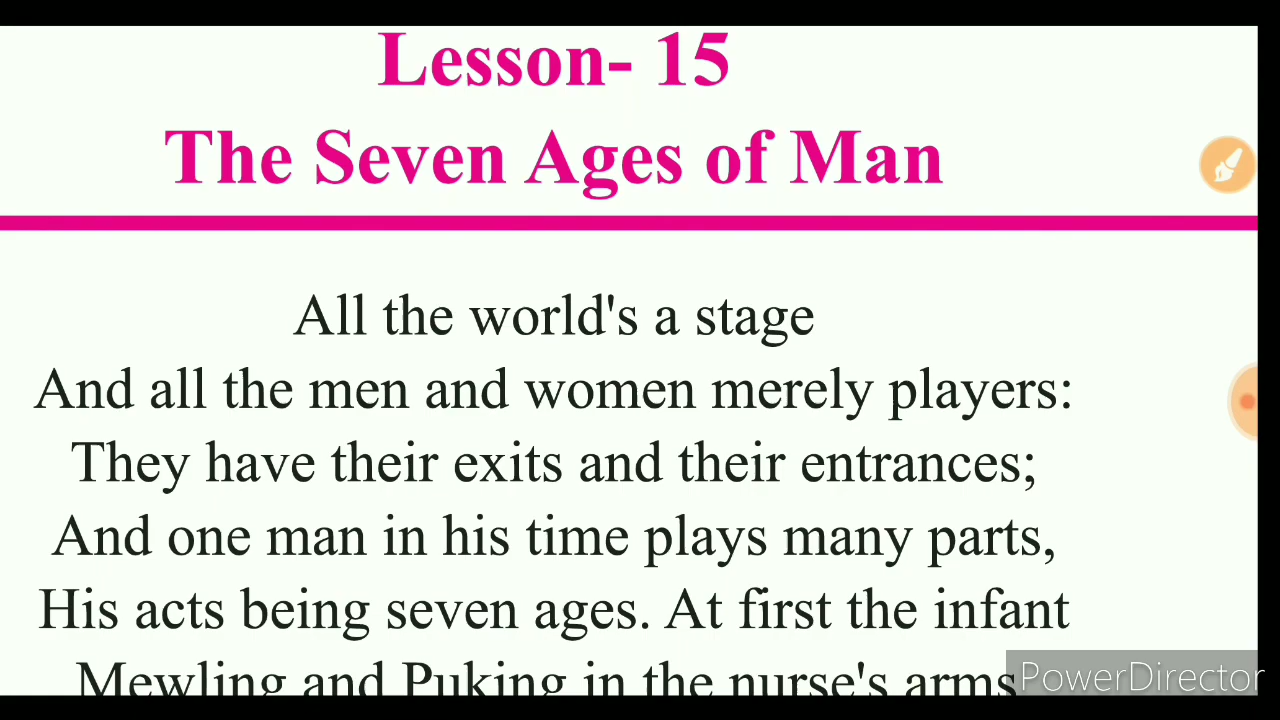 Lesson- 15
The Seven Ages of Man
All the world's a stage
And all the men and women merely players:
They have their exits and their entrances;
And one man in his time plays many parts,
His acts being seven ages. At first the infant
Mewling and Puking in the nurse's arms
PowerDirector